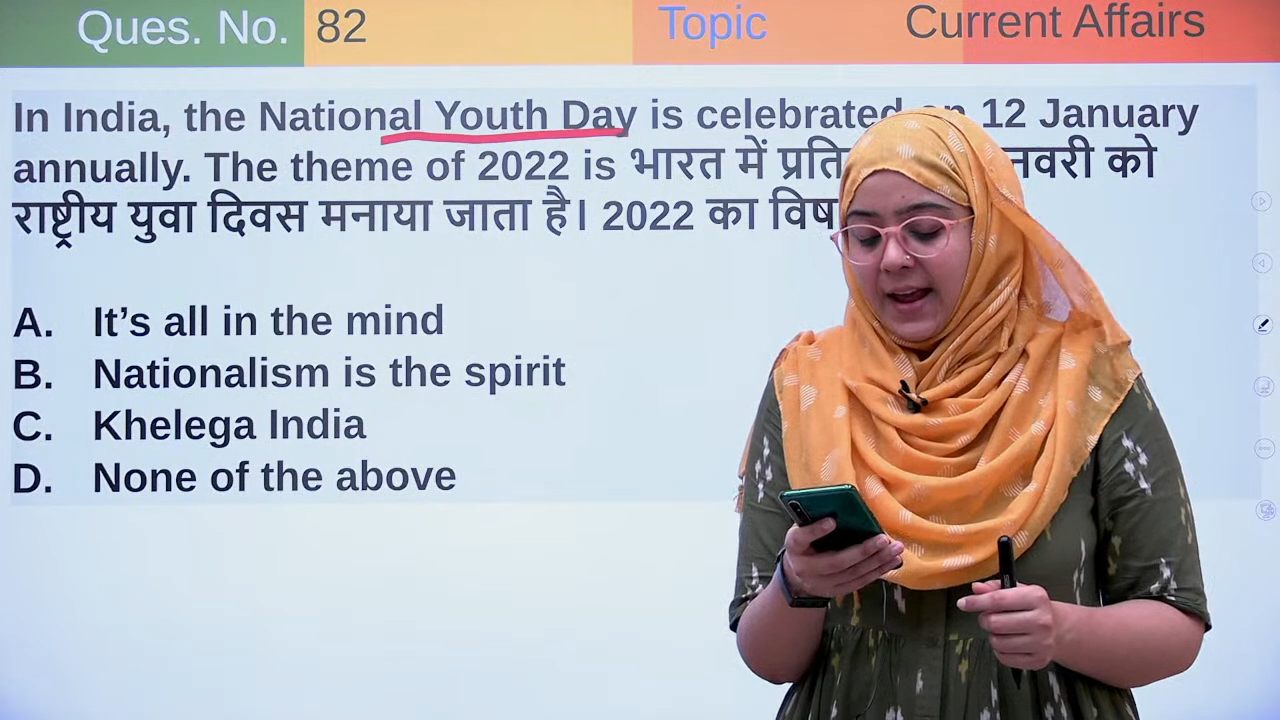 Ques. No. 82 Topic Current Affairs
In India, the National Youth Day is celebrated 12 January
annually. The theme of 2022 is भारत में को
राष्ट्रीय युवा दिवस मनाया जाता है। 2022 का
A. It’s all in the mind
B. Nationalism is the spirit
C. Khelega India
D. None of the above